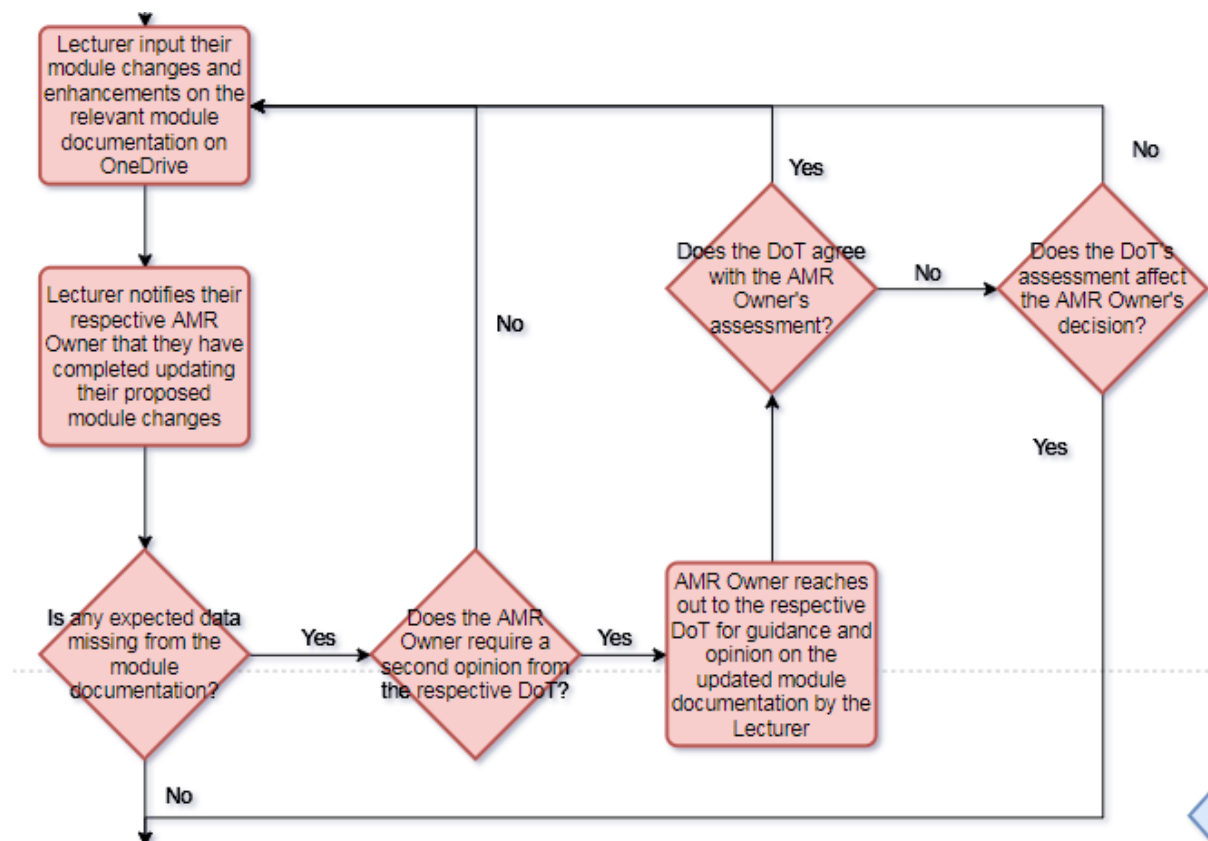 Lecturer input their
module changes and
enhancements on the
relevant module
documentation on
OneDrive
No
Yes
Does the DoT agree
with the AMR
Owner's
assessment?
No
Does the DoT's
assessment affect
the AMR Owner's
decision?
Lecturer notifies their
respective AMR
Owner that they have
completed updating
their proposed
module changes
No
Yes
Is any expected data
missing from the
module
documentation?
Yes
Does the AMR
Owner require a
second opinion from
the respective DoT?
Yes
AMR Owner reaches
out to the respective
DoT for guidance and
opinion on the
updated module
documentation by the
Lecturer
No